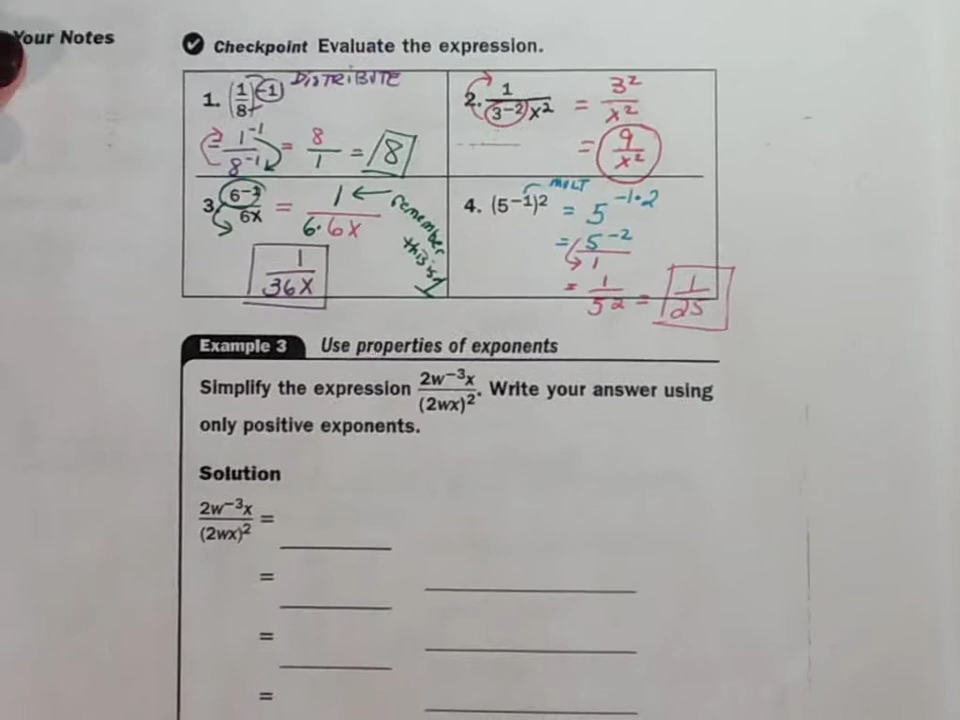 Your Notes
Checkpoint Evaluate the expression.
1. (1/8)^-1 DISTRIBUTE
= 1^-1/8^-1 = 8/1 = 8
2. 1/(3^-2 x^2) = 3^2/x^2
= 9/x^2
3. 6^-1/6x = 1/(6·6x) ← remember this is 1
1/36x
4. (5^-1)^2 MULT = 5^-1·2
= 5^-2/1
= 1/5^2 = 1/25
Example 3 Use properties of exponents
Simplify the expression 2w^-3x/(2wx)^2. Write your answer using
only positive exponents.
Solution
2w^-3x/(2wx)^2 =
=
=
=